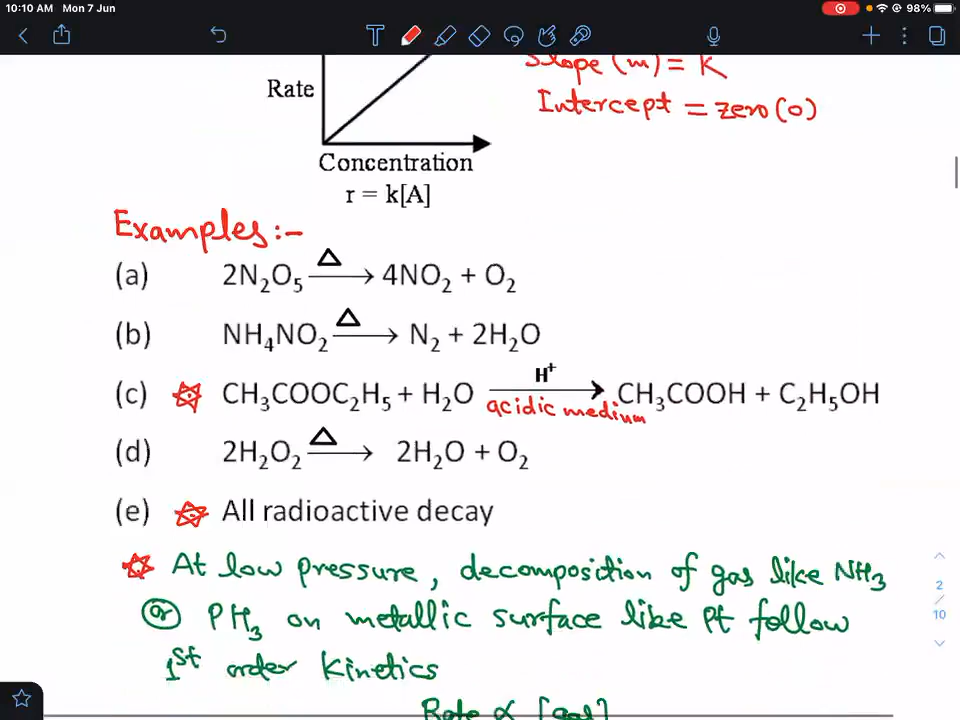 10:10 AM Mon 7 Jun
98%
Slope (m) = K
Rate
Intercept = zero (0)
Concentration
r = k[A]
Examples :-
(a) 2N₂O₅ △→ 4NO₂ + O₂
(b) NH₄NO₂ △→ N₂ + 2H₂O
(c) CH₃COOC₂H₅ + H₂O H⁺→ CH₃COOH + C₂H₅OH
acidic medium
(d) 2H₂O₂ △→ 2H₂O + O₂
(e) All radioactive decay
At low pressure, decomposition of gas like NH₃
or PH₃ on metallic surface like Pt follow
1st order kinetics
Rate ∝ [gas]
2
/
10